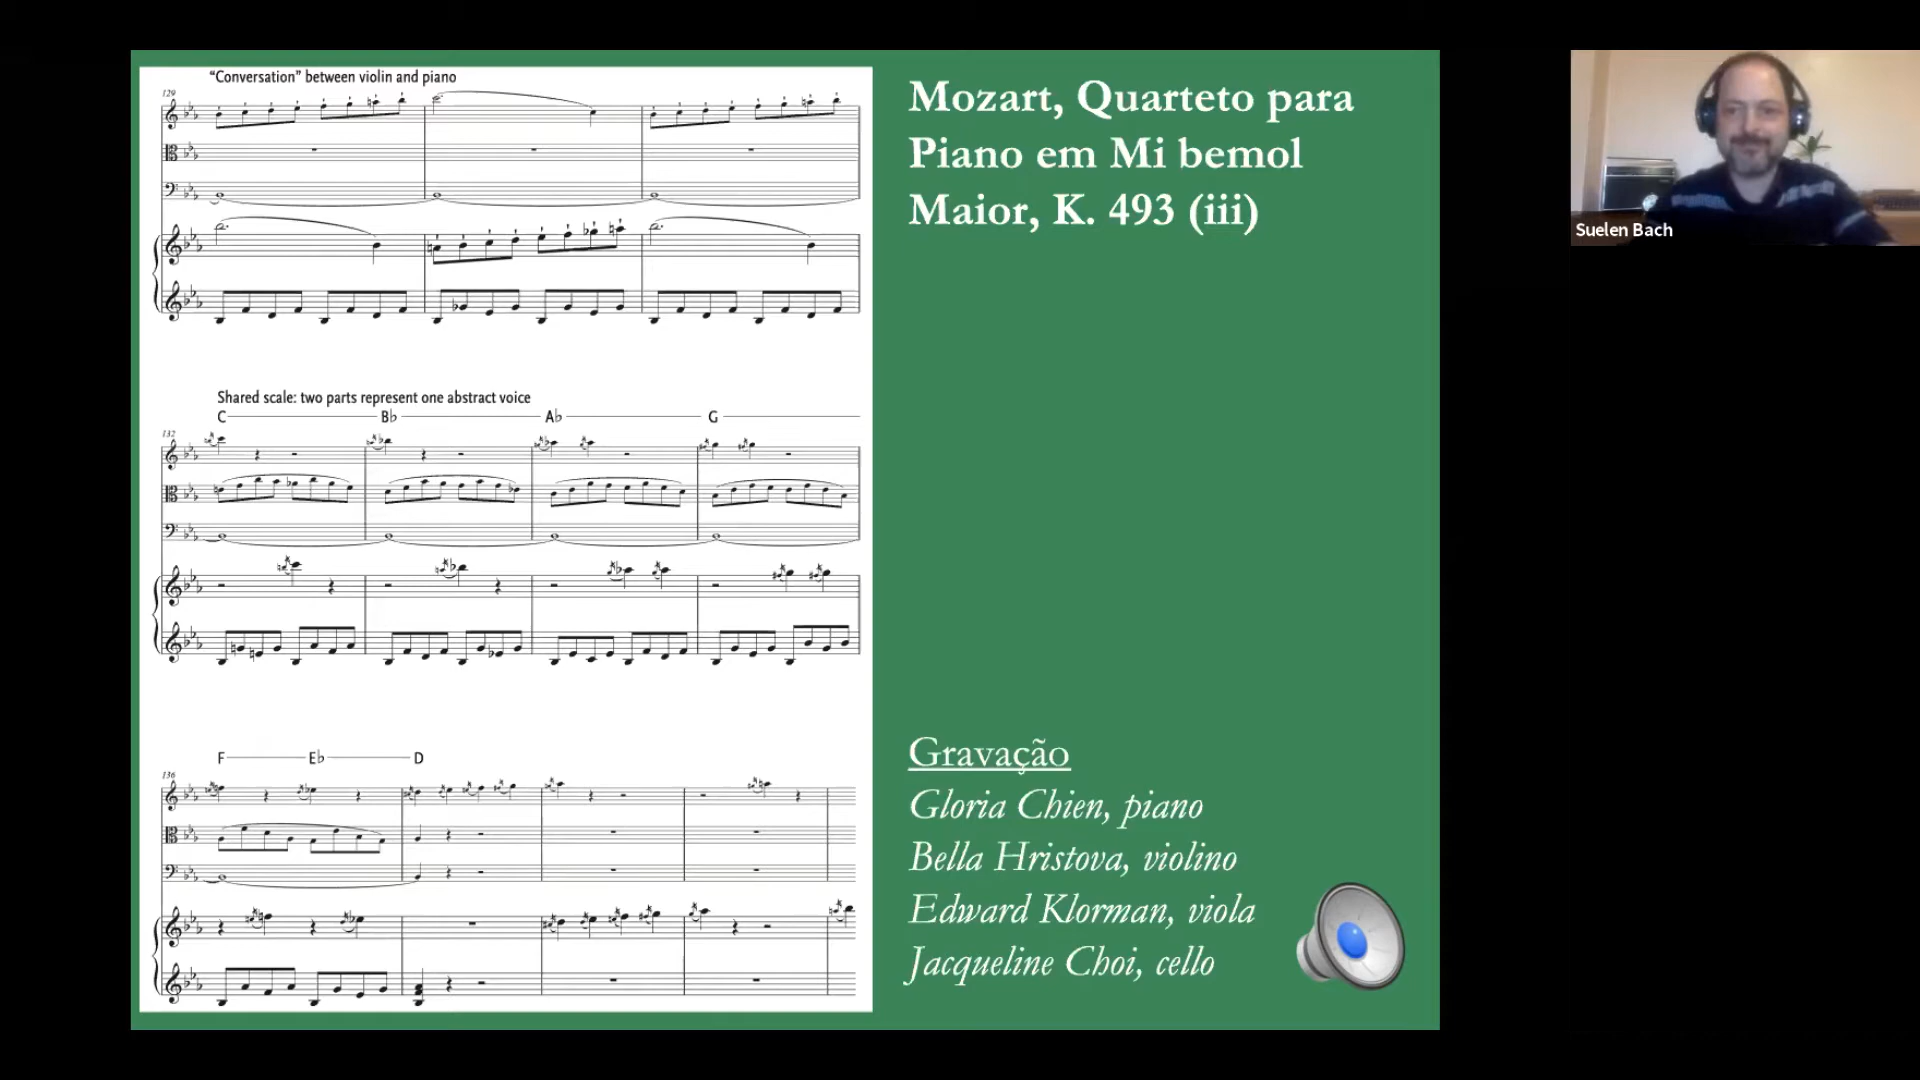 “Conversation” between violin and piano
129
Shared scale: two parts represent one abstract voice
C B♭ A♭ G
132
F E♭ D
136
Mozart, Quarteto para
Piano em Mi bemol
Maior, K. 493 (iii)
Gravação
Gloria Chien, piano
Bella Hristova, violino
Edward Klorman, viola
Jacqueline Choi, cello
Suelen Bach